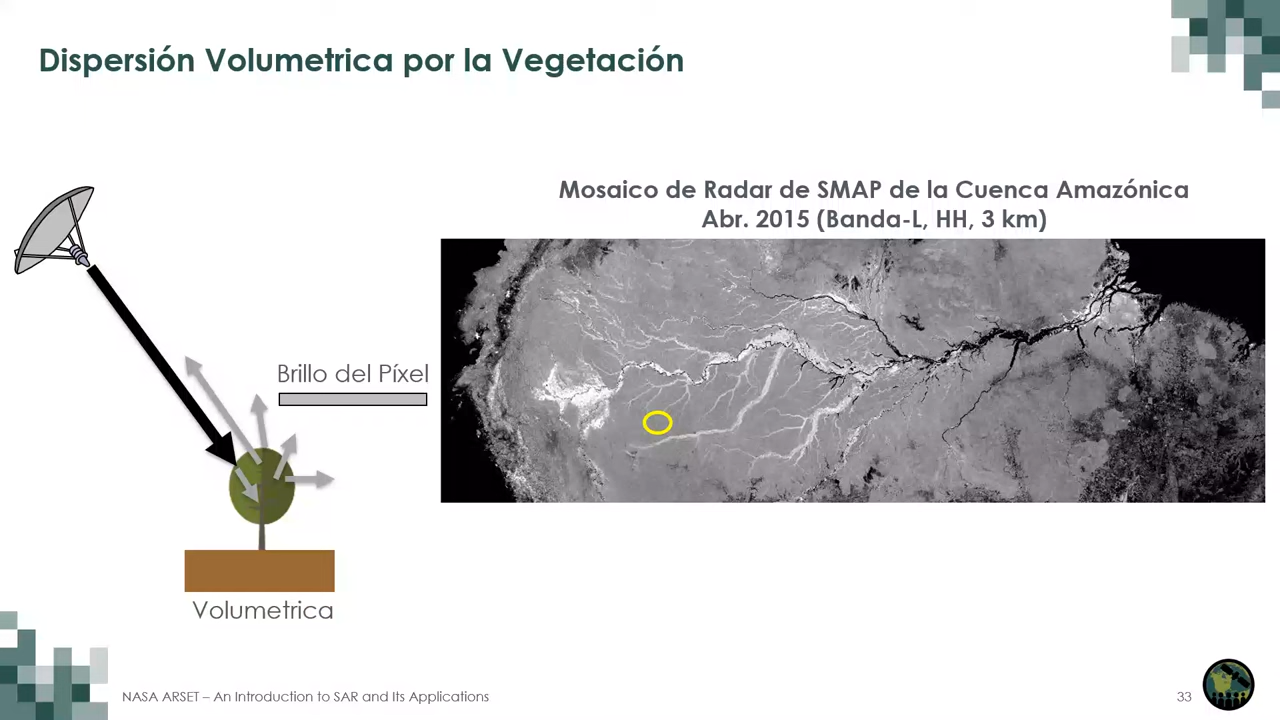 Dispersión Volumetrica por la Vegetación
Mosaico de Radar de SMAP de la Cuenca Amazónica
Abr. 2015 (Banda-L, HH, 3 km)
Brillo del Píxel
Volumetrica
NASA ARSET – An Introduction to SAR and Its Applications
33